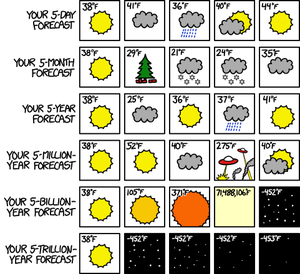 YOUR 5-DAY
FORECAST
38°F 41°F 36°F 40°F 44°F
YOUR 5-MONTH
FORECAST
38°F 29°F 21°F 24°F 35°F
YOUR 5-YEAR
FORECAST
38°F 25°F 36°F 37°F 41°F
YOUR 5-MILLION-
YEAR FORECAST
38°F 52°F 40°F 275°F 40°F
YOUR 5-BILLION-
YEAR FORECAST
38°F 105°F 371°F 71,488,106°F -452°F
YOUR 5-TRILLION-
YEAR FORECAST
38°F -452°F -452°F -452°F -453°F